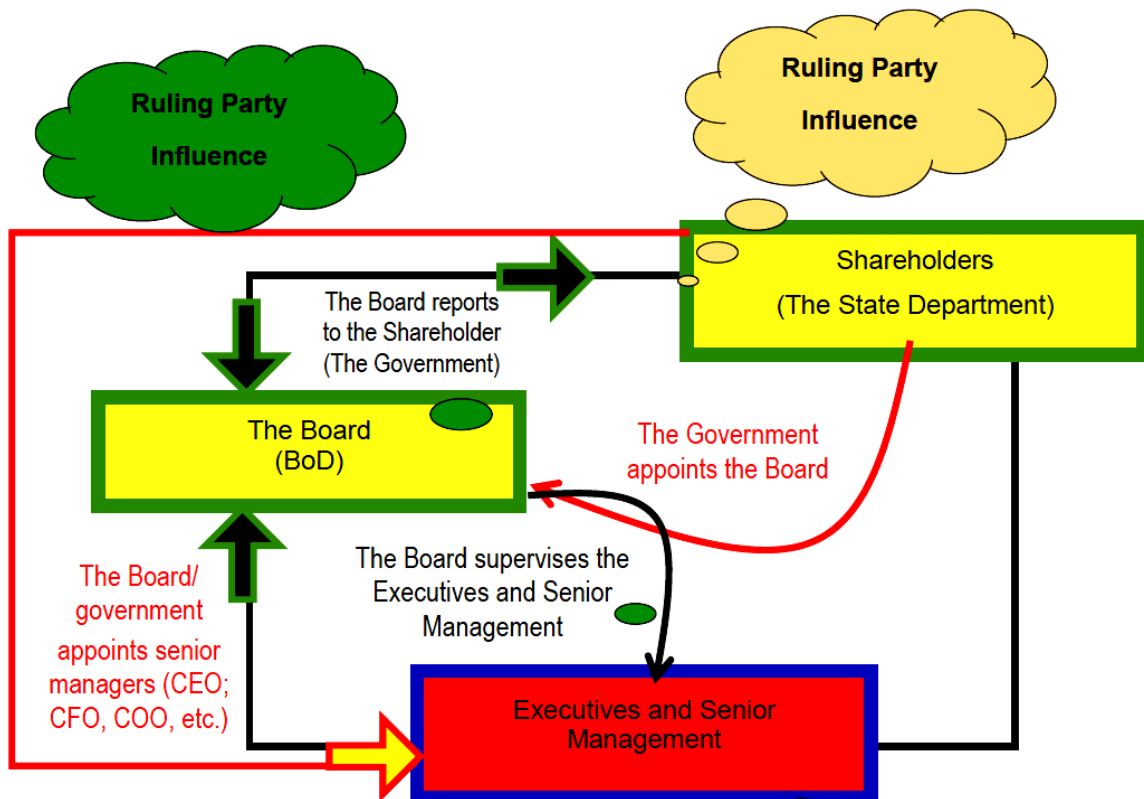 Ruling Party
Influence
Ruling Party
Influence
Shareholders
(The State Department)
The Board reports
to the Shareholder
(The Government)
The Board
(BoD)
The Government
appoints the Board
The Board supervises the
Executives and Senior
Management
The Board/
government
appoints senior
managers (CEO;
CFO, COO, etc.)
Executives and Senior
Management